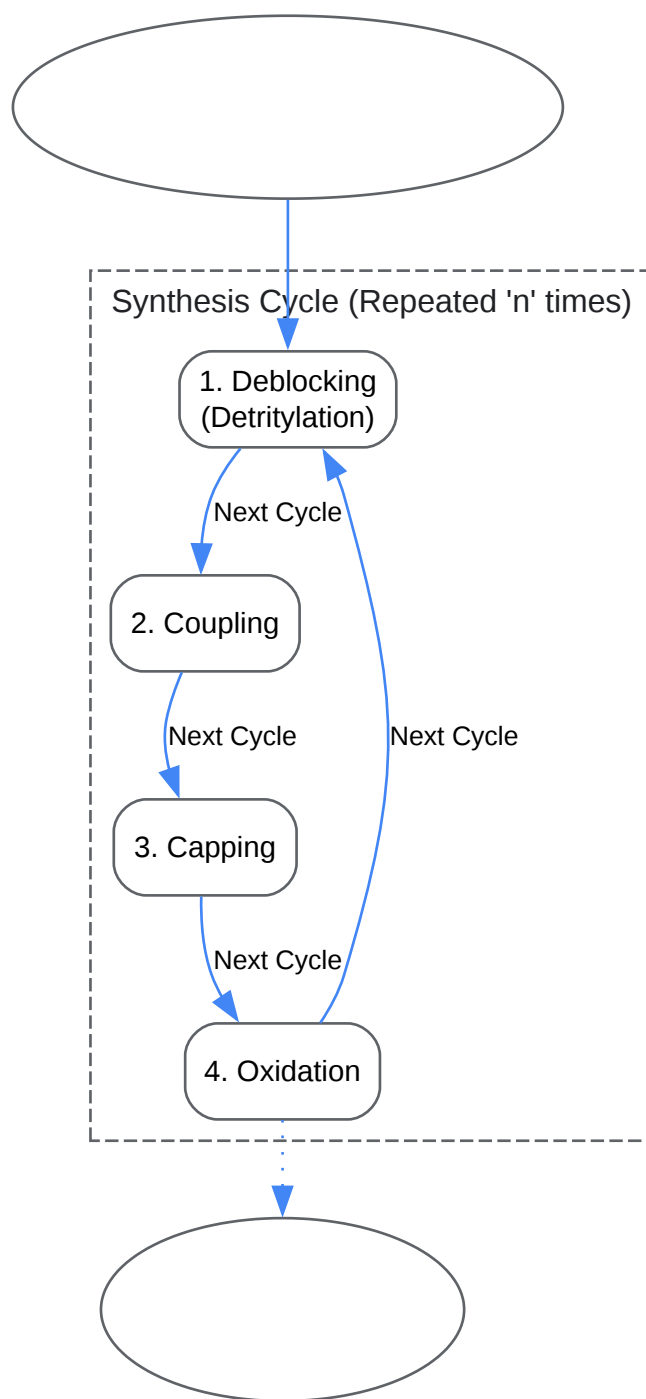 Synthesis Cycle (Repeated 'n' times)
1. Deblocking
(Detritylation)
Next Cycle
2. Coupling
Next Cycle
Next Cycle
3. Capping
Next Cycle
4. Oxidation